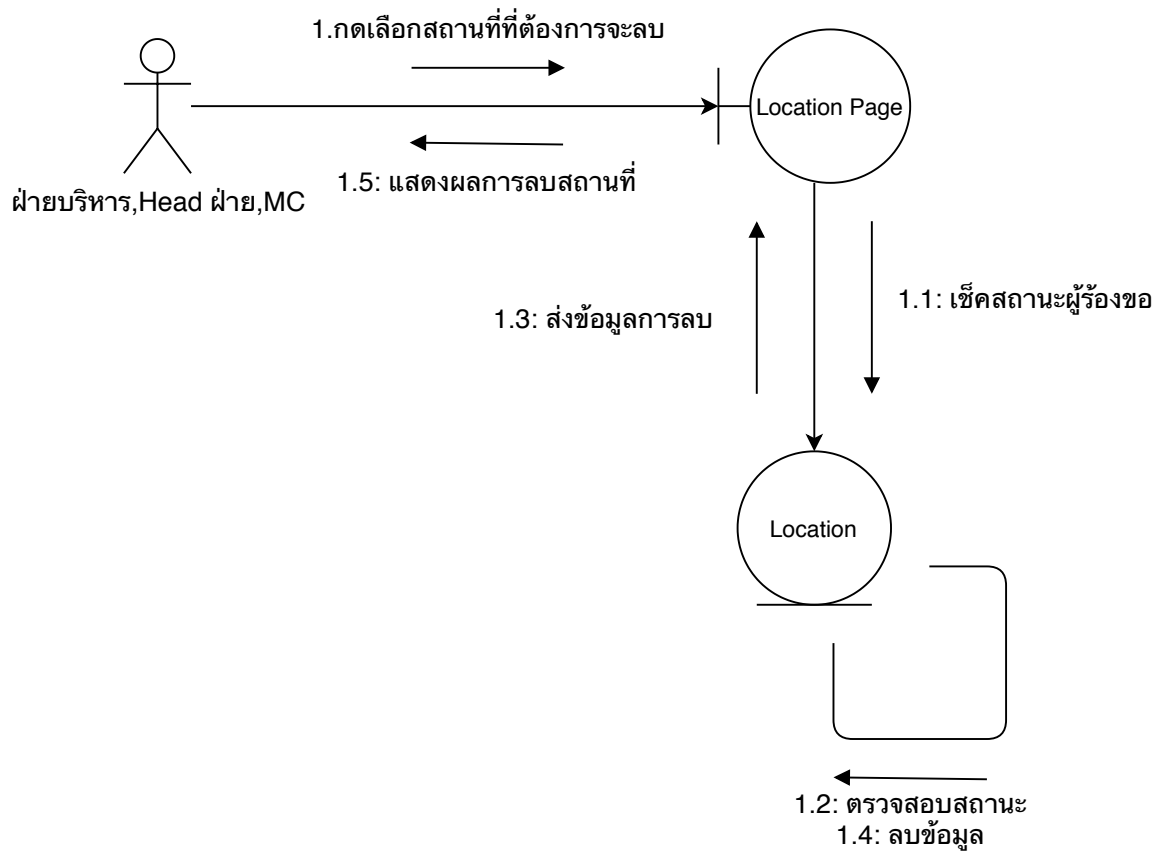 1.กดเลือกสถานที่ที่ต้องการจะลบ
Location Page
1.5: แสดงผลการลบสถานที่
ฝ่ายบริหาร,Head ฝ่าย,MC
1.1: เช็คสถานะผู้ร้องขอ
1.3: ส่งข้อมูลการลบ
Location
1.2: ตรวจสอบสถานะ
1.4: ลบข้อมูล